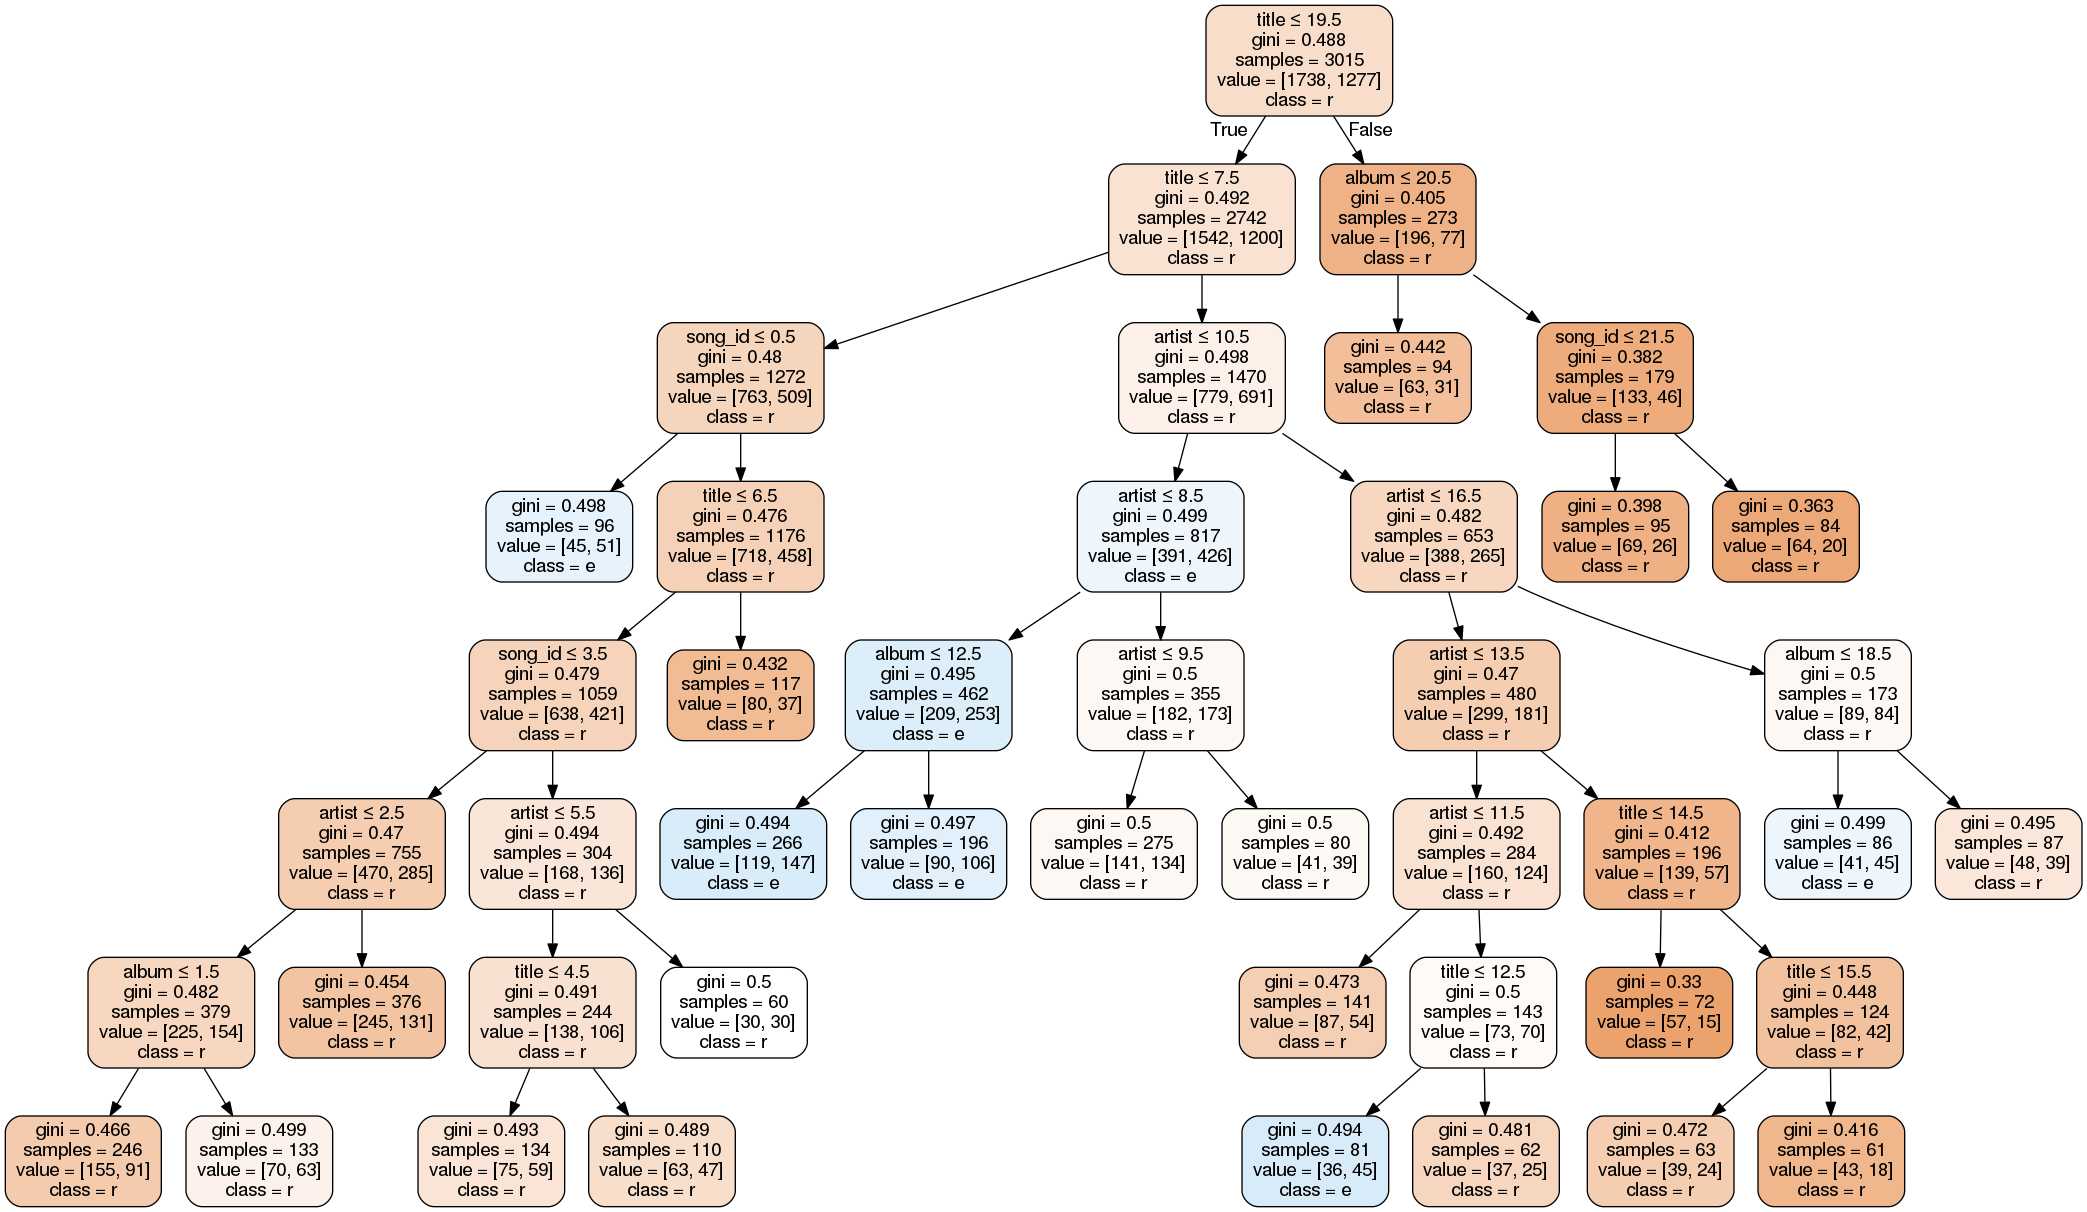 title ≤ 19.5
gini = 0.488
samples = 3015
value = [1738, 1277]
class = r
True
False
title ≤ 7.5
gini = 0.492
samples = 2742
value = [1542, 1200]
class = r
album ≤ 20.5
gini = 0.405
samples = 273
value = [196, 77]
class = r
song_id ≤ 0.5
gini = 0.48
samples = 1272
value = [763, 509]
class = r
artist ≤ 10.5
gini = 0.498
samples = 1470
value = [779, 691]
class = r
gini = 0.442
samples = 94
value = [63, 31]
class = r
song_id ≤ 21.5
gini = 0.382
samples = 179
value = [133, 46]
class = r
gini = 0.498
samples = 96
value = [45, 51]
class = e
title ≤ 6.5
gini = 0.476
samples = 1176
value = [718, 458]
class = r
artist ≤ 8.5
gini = 0.499
samples = 817
value = [391, 426]
class = e
artist ≤ 16.5
gini = 0.482
samples = 653
value = [388, 265]
class = r
gini = 0.398
samples = 95
value = [69, 26]
class = r
gini = 0.363
samples = 84
value = [64, 20]
class = r
song_id ≤ 3.5
gini = 0.479
samples = 1059
value = [638, 421]
class = r
gini = 0.432
samples = 117
value = [80, 37]
class = r
album ≤ 12.5
gini = 0.495
samples = 462
value = [209, 253]
class = e
artist ≤ 9.5
gini = 0.5
samples = 355
value = [182, 173]
class = r
artist ≤ 13.5
gini = 0.47
samples = 480
value = [299, 181]
class = r
album ≤ 18.5
gini = 0.5
samples = 173
value = [89, 84]
class = r
artist ≤ 2.5
gini = 0.47
samples = 755
value = [470, 285]
class = r
artist ≤ 5.5
gini = 0.494
samples = 304
value = [168, 136]
class = r
gini = 0.494
samples = 266
value = [119, 147]
class = e
gini = 0.497
samples = 196
value = [90, 106]
class = e
gini = 0.5
samples = 275
value = [141, 134]
class = r
gini = 0.5
samples = 80
value = [41, 39]
class = r
artist ≤ 11.5
gini = 0.492
samples = 284
value = [160, 124]
class = r
title ≤ 14.5
gini = 0.412
samples = 196
value = [139, 57]
class = r
gini = 0.499
samples = 86
value = [41, 45]
class = e
gini = 0.495
samples = 87
value = [48, 39]
class = r
album ≤ 1.5
gini = 0.482
samples = 379
value = [225, 154]
class = r
gini = 0.454
samples = 376
value = [245, 131]
class = r
title ≤ 4.5
gini = 0.491
samples = 244
value = [138, 106]
class = r
gini = 0.5
samples = 60
value = [30, 30]
class = r
gini = 0.473
samples = 141
value = [87, 54]
class = r
title ≤ 12.5
gini = 0.5
samples = 143
value = [73, 70]
class = r
gini = 0.33
samples = 72
value = [57, 15]
class = r
title ≤ 15.5
gini = 0.448
samples = 124
value = [82, 42]
class = r
gini = 0.466
samples = 246
value = [155, 91]
class = r
gini = 0.499
samples = 133
value = [70, 63]
class = r
gini = 0.493
samples = 134
value = [75, 59]
class = r
gini = 0.489
samples = 110
value = [63, 47]
class = r
gini = 0.494
samples = 81
value = [36, 45]
class = e
gini = 0.481
samples = 62
value = [37, 25]
class = r
gini = 0.472
samples = 63
value = [39, 24]
class = r
gini = 0.416
samples = 61
value = [43, 18]
class = r